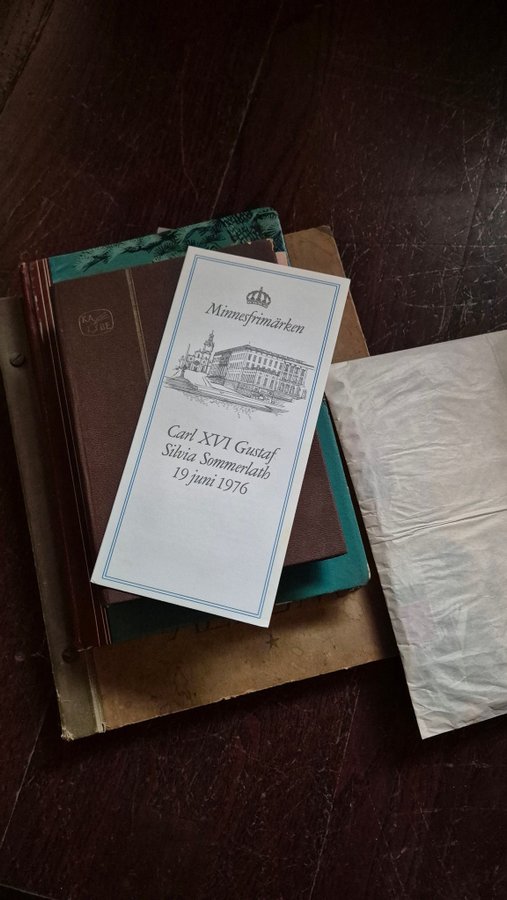 Minnesfrimärken
Carl XVI Gustaf
Silvia Sommerlath
19 juni 1976